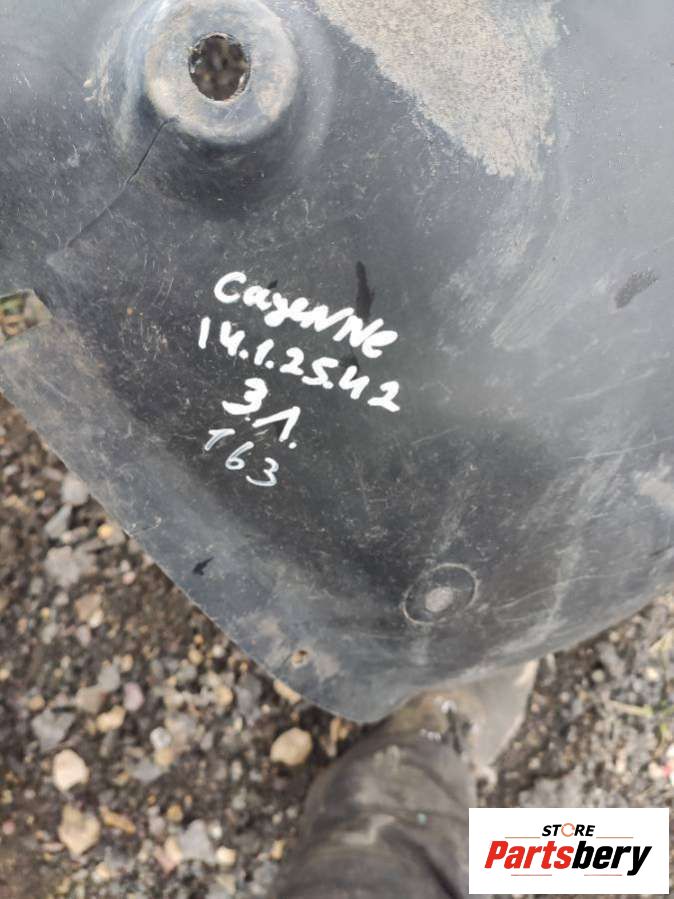 Cayenne
14.1.25.42
З.Л.
163
STORE
Partsbery